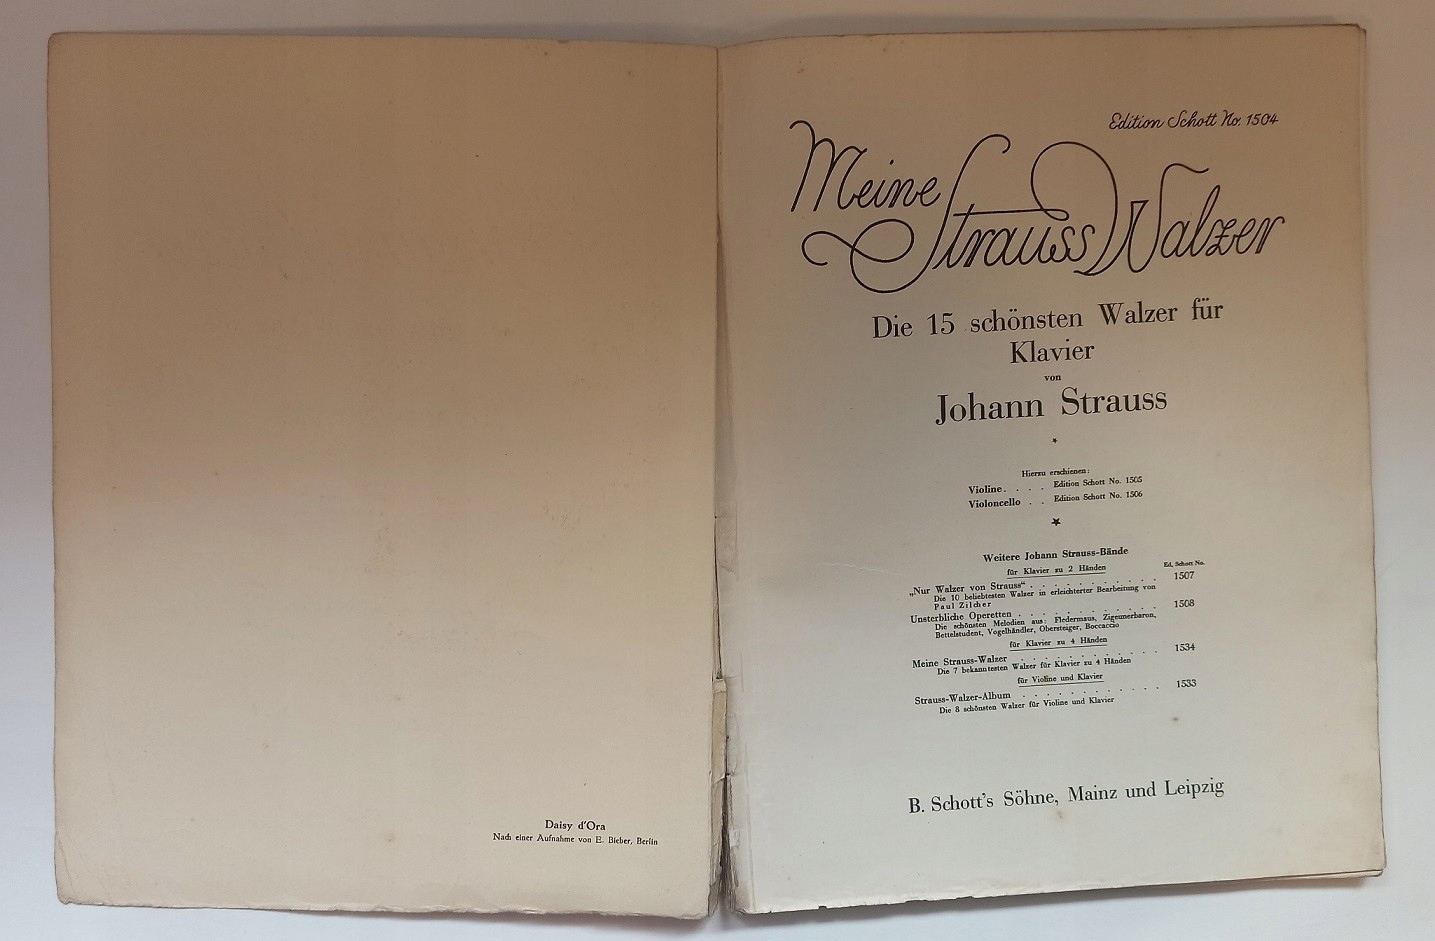 Daisy d'Ora
Nach einer Aufnahme von E. Bieber, Berlin
Edition Schott No. 1504
Meine
Strauss Walzer
Die 15 schönsten Walzer für
Klavier
von
Johann Strauss
Hierzu erschienen:
Violine. . . . Edition Schott No. 1505
Violoncello . . Edition Schott No. 1506
Weitere Johann Strauss-Bände
für Klavier zu 2 Händen
Ed. Schott No.
„Nur Walzer von Strauss“ . . . . . . . . . . . 1507
Die 10 beliebtesten Walzer in erleichterter Bearbeitung von
Paul Zilcher
Unsterbliche Operetten . . . . . . . . . . . 1508
Die schönsten Melodien aus: Fledermaus, Zigeunerbaron,
Bettelstudent, Vogelhändler, Obersteiger, Boccaccio
für Klavier zu 4 Händen
Meine Strauss-Walzer . . . . . . . . . . . 1534
Die 7 bekanntesten Walzer für Klavier zu 4 Händen
für Violine und Klavier
Strauss-Walzer-Album . . . . . . . . . . . 1533
Die 8 schönsten Walzer für Violine und Klavier
B. Schott's Söhne, Mainz und Leipzig